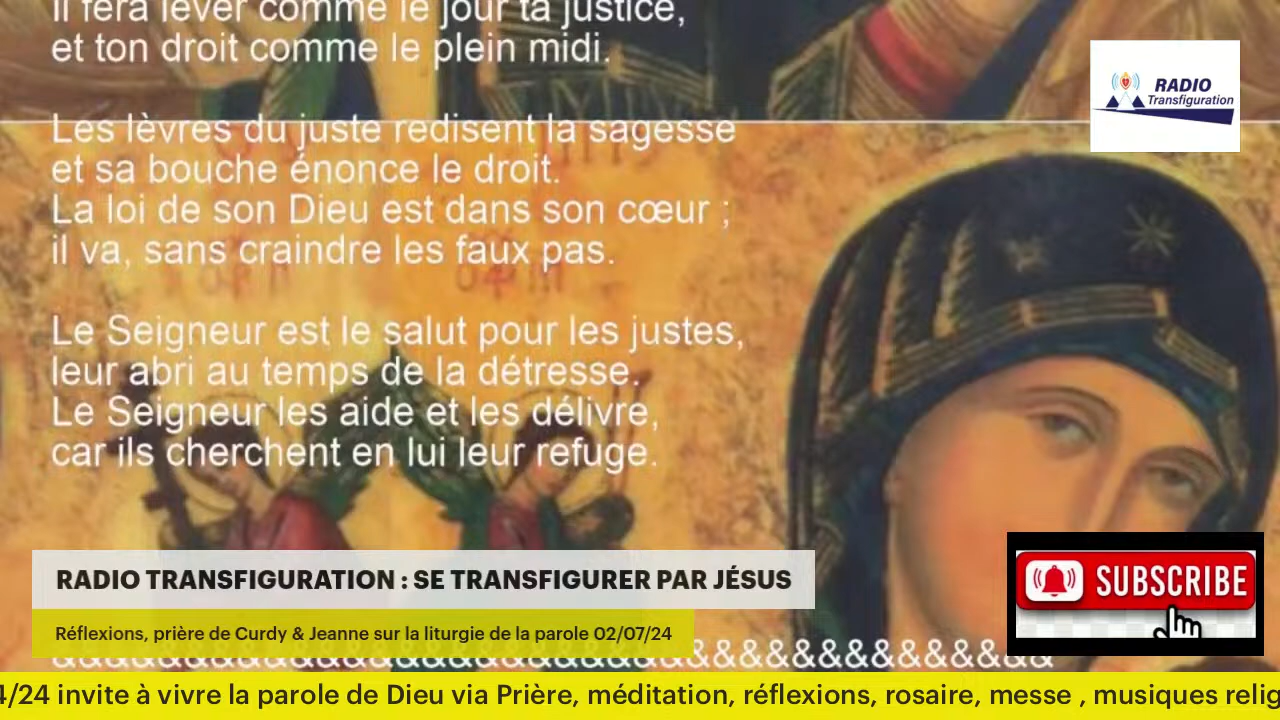 Il fera lever comme le jour ta justice,
et ton droit comme le plein midi.
RADIO
Transfiguration
Les lèvres du juste redisent la sagesse
et sa bouche énonce le droit.
La loi de son Dieu est dans son cœur ;
il va, sans craindre les faux pas.
Le Seigneur est le salut pour les justes,
leur abri au temps de la détresse.
Le Seigneur les aide et les délivre,
car ils cherchent en lui leur refuge.
RADIO TRANSFIGURATION : SE TRANSFIGURER PAR JÉSUS
SUBSCRIBE
Réflexions, prière de Curdy & Jeanne sur la liturgie de la parole 02/07/24
4/24 invite à vivre la parole de Dieu via Prière, méditation, réflexions, rosaire, messe , musiques relig